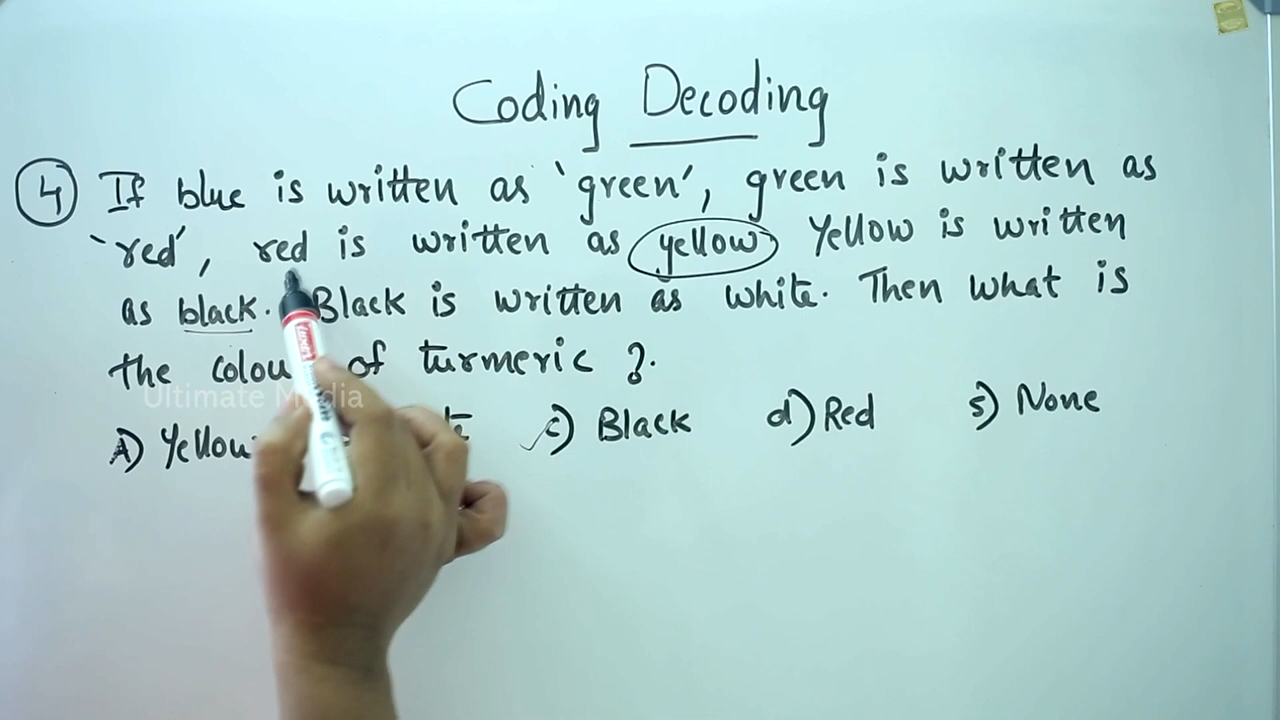 Coding Decoding
4 If blue is written as 'green', green is written as
'red', red is written as yellow Yellow is written
as black. Black is written as white. Then what is
the colou of turmeric ?.
A) Yellow c) Black d) Red 5) None
Ultimate Media